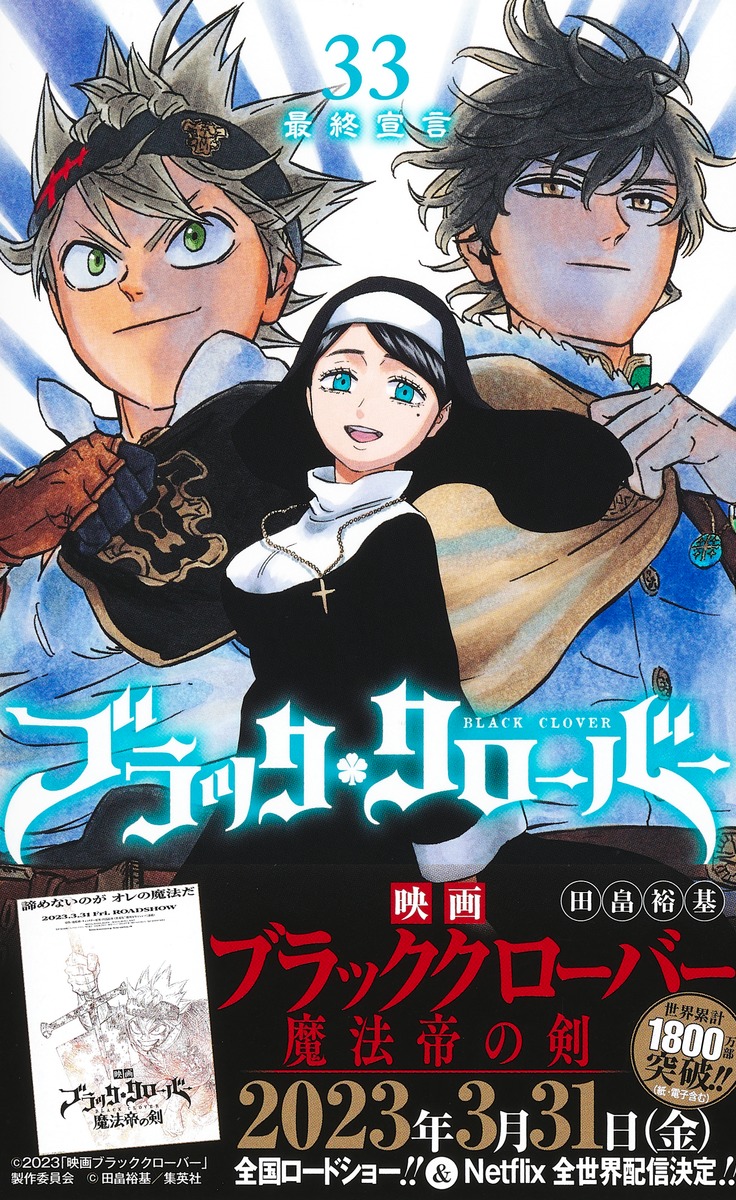 33
最終宣言
BLACK CLOVER
ブラック・クローバー
諦めないのが オレの魔法だ
2023.3.31 Fri. ROADSHOW
映画
ブラック・クローバー
BLACK CLOVER
魔法帝の剣
映画
田畠裕基
ブラッククローバー
魔法帝の剣
世界累計
1800万部
突破!!
(紙・電子含む)
2023年3月31日(金)
全国ロードショー!! & Netflix 全世界配信決定!!
©2023「映画ブラッククローバー」
製作委員会 ©田畠裕基/集英社